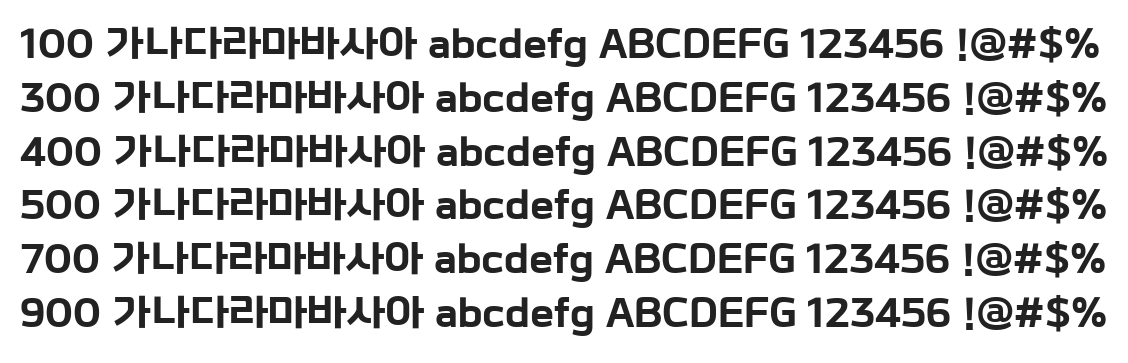 100 가나다라마바사아 abcdefg ABCDEFG 123456 !@#$%
300 가나다라마바사아 abcdefg ABCDEFG 123456 !@#$%
400 가나다라마바사아 abcdefg ABCDEFG 123456 !@#$%
500 가나다라마바사아 abcdefg ABCDEFG 123456 !@#$%
700 가나다라마바사아 abcdefg ABCDEFG 123456 !@#$%
900 가나다라마바사아 abcdefg ABCDEFG 123456 !@#$%